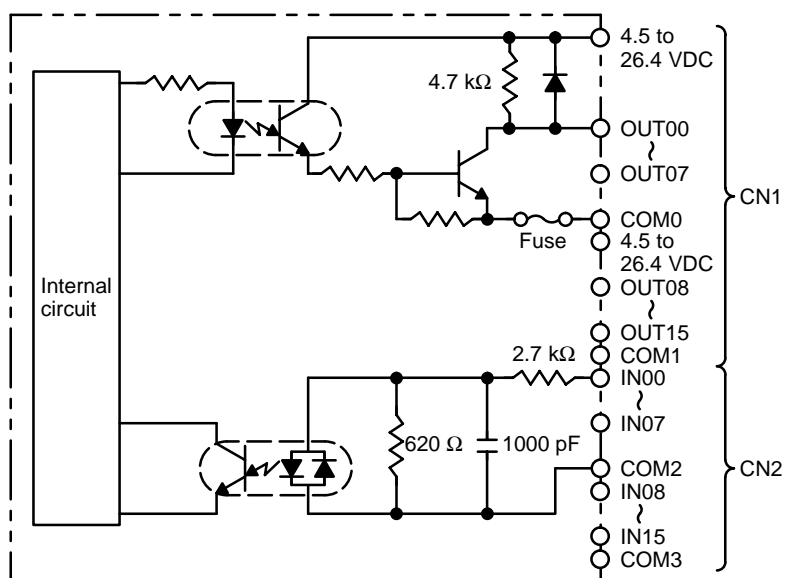 4.5 to
26.4 VDC
4.7 kΩ
OUT00
~
OUT07
CN1
COM0
Fuse
4.5 to
26.4 VDC
Internal
circuit
OUT08
~
OUT15
2.7 kΩ
COM1
IN00
~
IN07
620 Ω
1000 pF
COM2
CN2
IN08
~
IN15
COM3